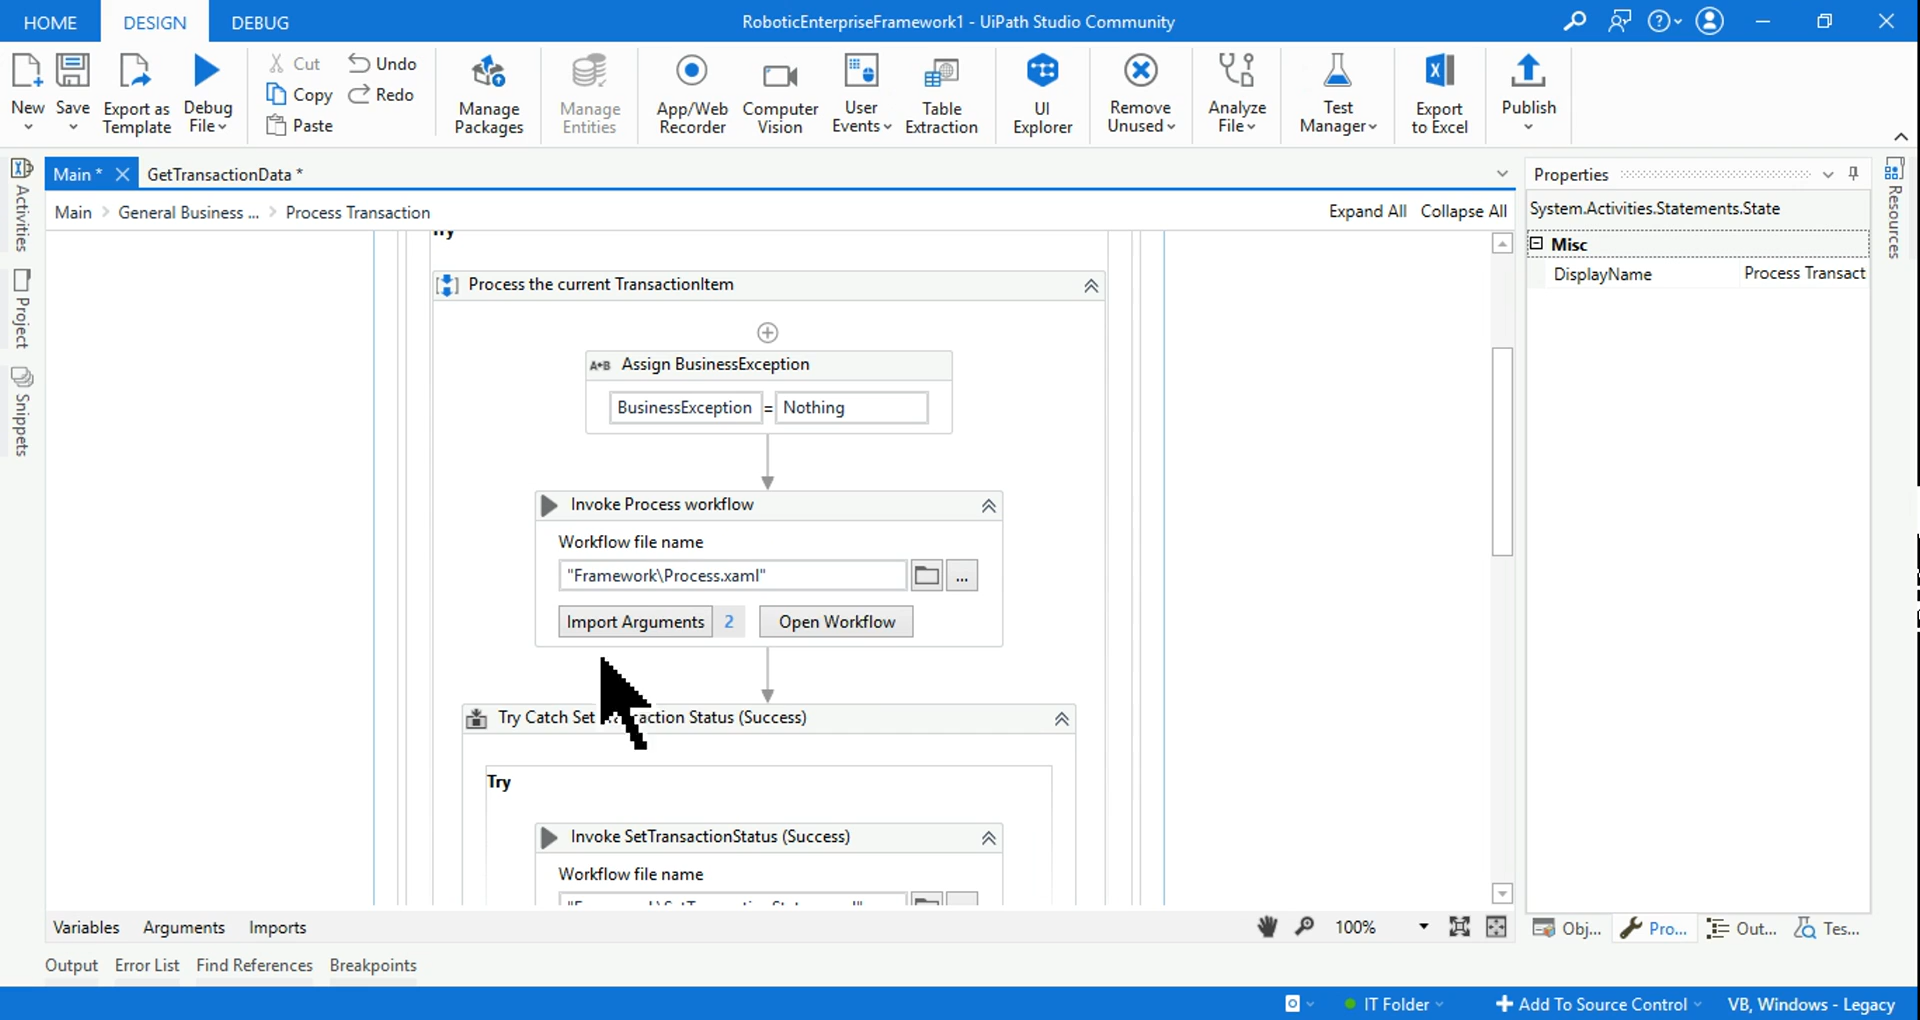 HOME DESIGN DEBUG RoboticEnterpriseFramework1 - UiPath Studio Community
New Save Export as Template Debug File
Cut Copy Paste Undo Redo
Manage Packages Manage Entities App/Web Recorder Computer Vision User Events Table Extraction UI Explorer Remove Unused Analyze File Test Manager Export to Excel Publish
Activities
Project
Snippets
Main * GetTransactionData *
Main General Business ... Process Transaction Expand All Collapse All
Process the current TransactionItem
A+B Assign BusinessException
BusinessException = Nothing
Invoke Process workflow
Workflow file name
"Framework\Process.xaml" ...
Import Arguments 2 Open Workflow
Try Catch Set action Status (Success)
Try
Invoke SetTransactionStatus (Success)
Workflow file name
Properties
System.Activities.Statements.State
Misc
DisplayName Process Transact
Resources
Variables Arguments Imports 100% Obj... Pro... Out... Tes...
Output Error List Find References Breakpoints
IT Folder Add To Source Control VB, Windows - Legacy